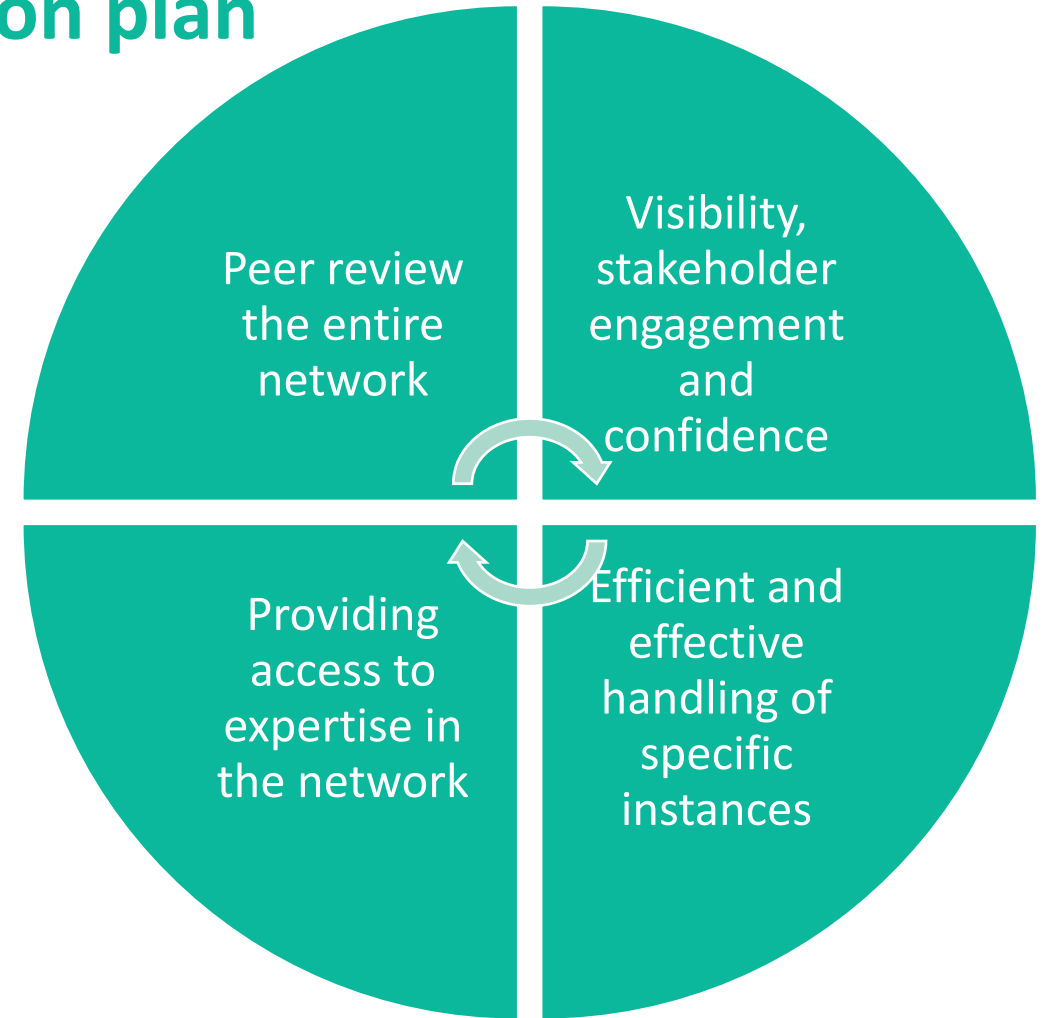 on plan
Peer review
the entire
network
Visibility,
stakeholder
engagement
and
confidence
Providing
access to
expertise in
the network
Efficient and
effective
handling of
specific
instances